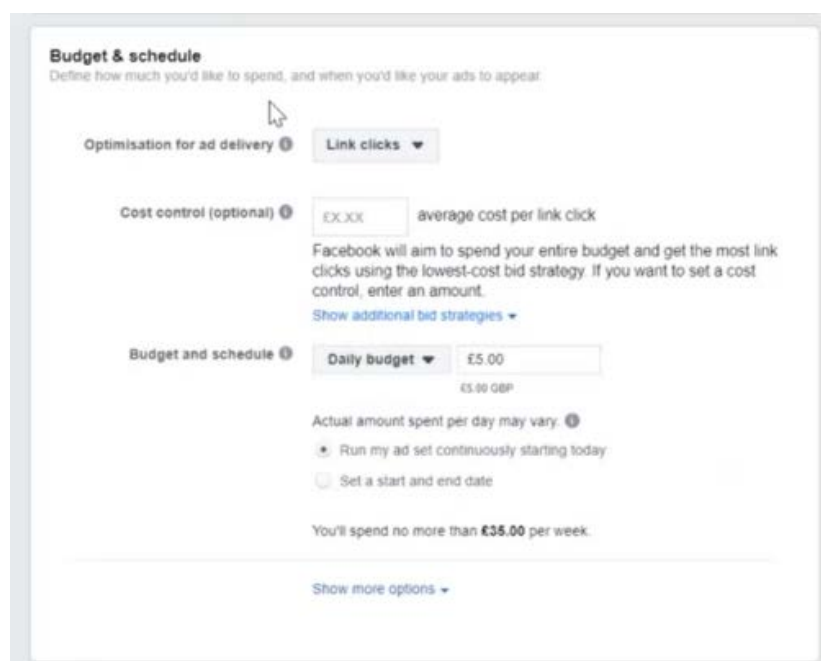 Budget & schedule
Define how much you'd like to spend, and when you'd like your ads to appear.
Optimisation for ad delivery
Link clicks
Cost control (optional)
£X.XX average cost per link click
Facebook will aim to spend your entire budget and get the most link
clicks using the lowest-cost bid strategy. If you want to set a cost
control, enter an amount.
Show additional bid strategies
Budget and schedule
Daily budget £5.00
£5.00 GBP
Actual amount spent per day may vary.
Run my ad set continuously starting today
Set a start and end date
You'll spend no more than £35.00 per week.
Show more options